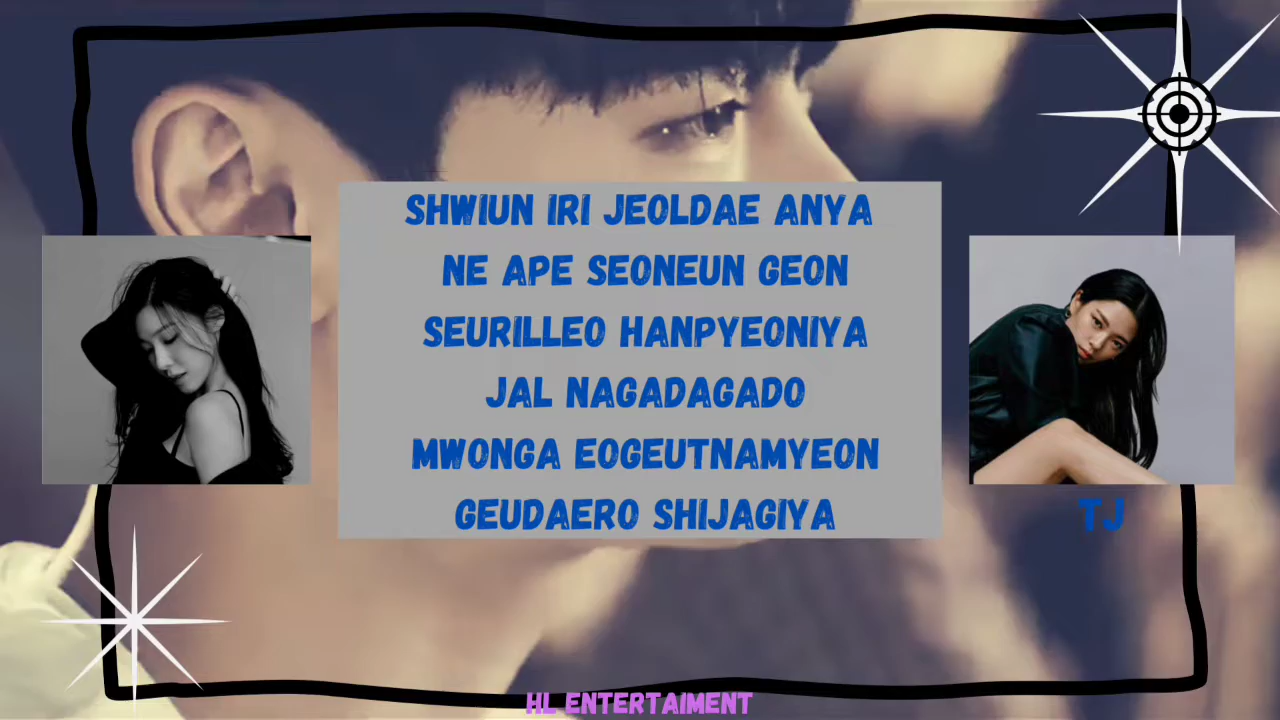 SHWIUN IRI JEOLDAE ANYA
NE APE SEONEUN GEON
SEURILLEO HANPYEONIYA
JAL NAGADAGADO
MWONGA EOGEUTNAMYEON
GEUDAERO SHIJAGIYA
TJ
HL ENTERTAIMENT